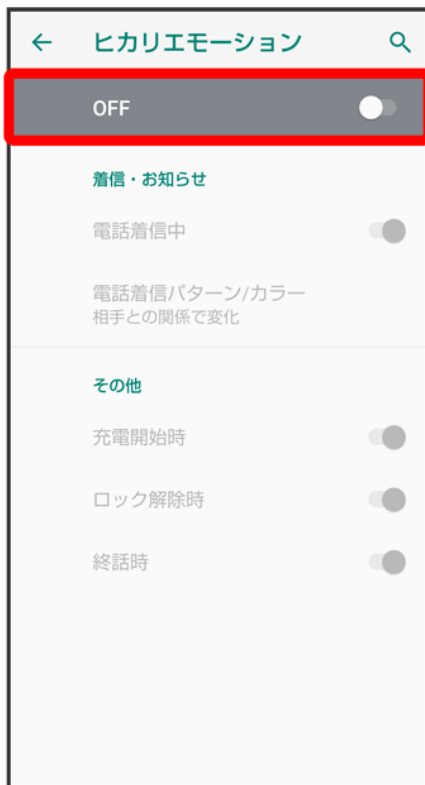 ヒカリエモーション
OFF
着信・お知らせ
電話着信中
電話着信パターン/カラー
相手との関係で変化
その他
充電開始時
ロック解除時
終話時